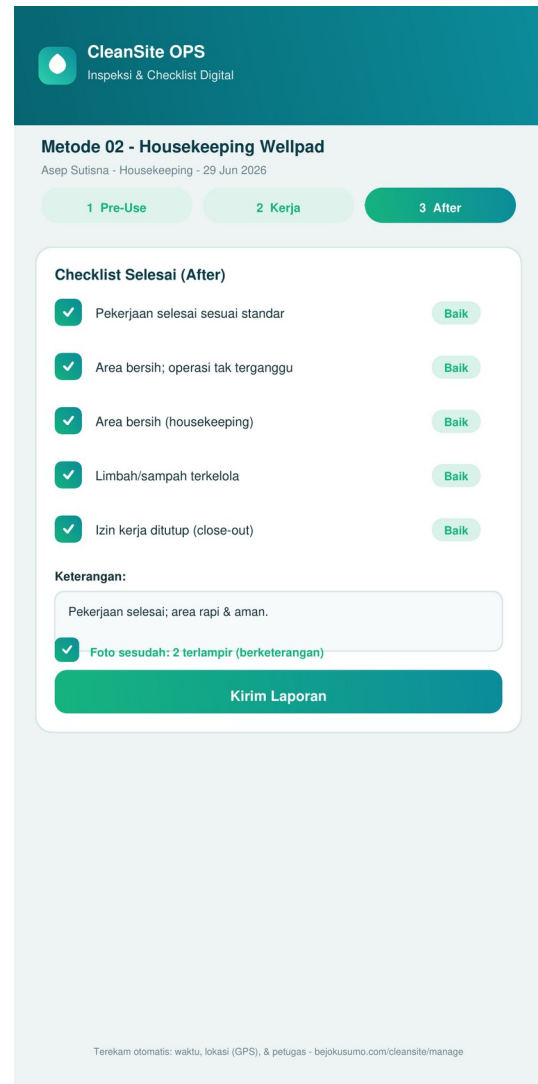 CleanSite OPS
Inspeksi & Checklist Digital
Metode 02 - Housekeeping Wellpad
Asep Sutisna - Housekeeping - 29 Jun 2026
1 Pre-Use
2 Kerja
3 After
Checklist Selesai (After)
Pekerjaan selesai sesuai standar
Baik
Area bersih; operasi tak terganggu
Baik
Area bersih (housekeeping)
Baik
Limbah/sampah terkelola
Baik
Izin kerja ditutup (close-out)
Baik
Keterangan:
Pekerjaan selesai; area rapi & aman.
Foto sesudah: 2 terlampir (berketerangan)
Kirim Laporan
Terekam otomatis: waktu, lokasi (GPS), & petugas - bejokusumo.com/cleansite/manage